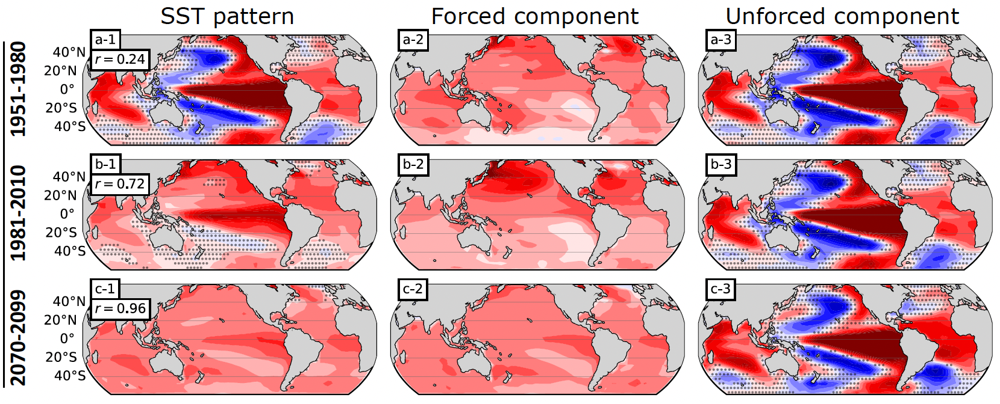 SST pattern
Forced component
Unforced component
1951-1980
a-1
r = 0.24
40°N
20°N
0°
20°S
40°S
a-2
a-3
1981-2010
b-1
r = 0.72
40°N
20°N
0°
20°S
40°S
b-2
b-3
2070-2099
c-1
r = 0.96
40°N
20°N
0°
20°S
40°S
c-2
c-3